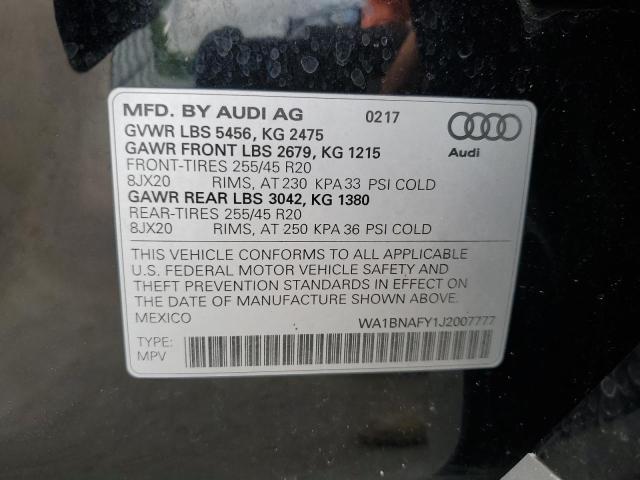 MFD. BY AUDI AG 0217
GVWR LBS 5456, KG 2475
GAWR FRONT LBS 2679, KG 1215
Audi
FRONT-TIRES 255/45 R20
8JX20 RIMS, AT 230 KPA 33 PSI COLD
GAWR REAR LBS 3042, KG 1380
REAR-TIRES 255/45 R20
8JX20 RIMS, AT 250 KPA 36 PSI COLD
THIS VEHICLE CONFORMS TO ALL APPLICABLE
U.S. FEDERAL MOTOR VEHICLE SAFETY AND
THEFT PREVENTION STANDARDS IN EFFECT ON
THE DATE OF MANUFACTURE SHOWN ABOVE.
MEXICO WA1BNAFY1J2007777
TYPE:
MPV